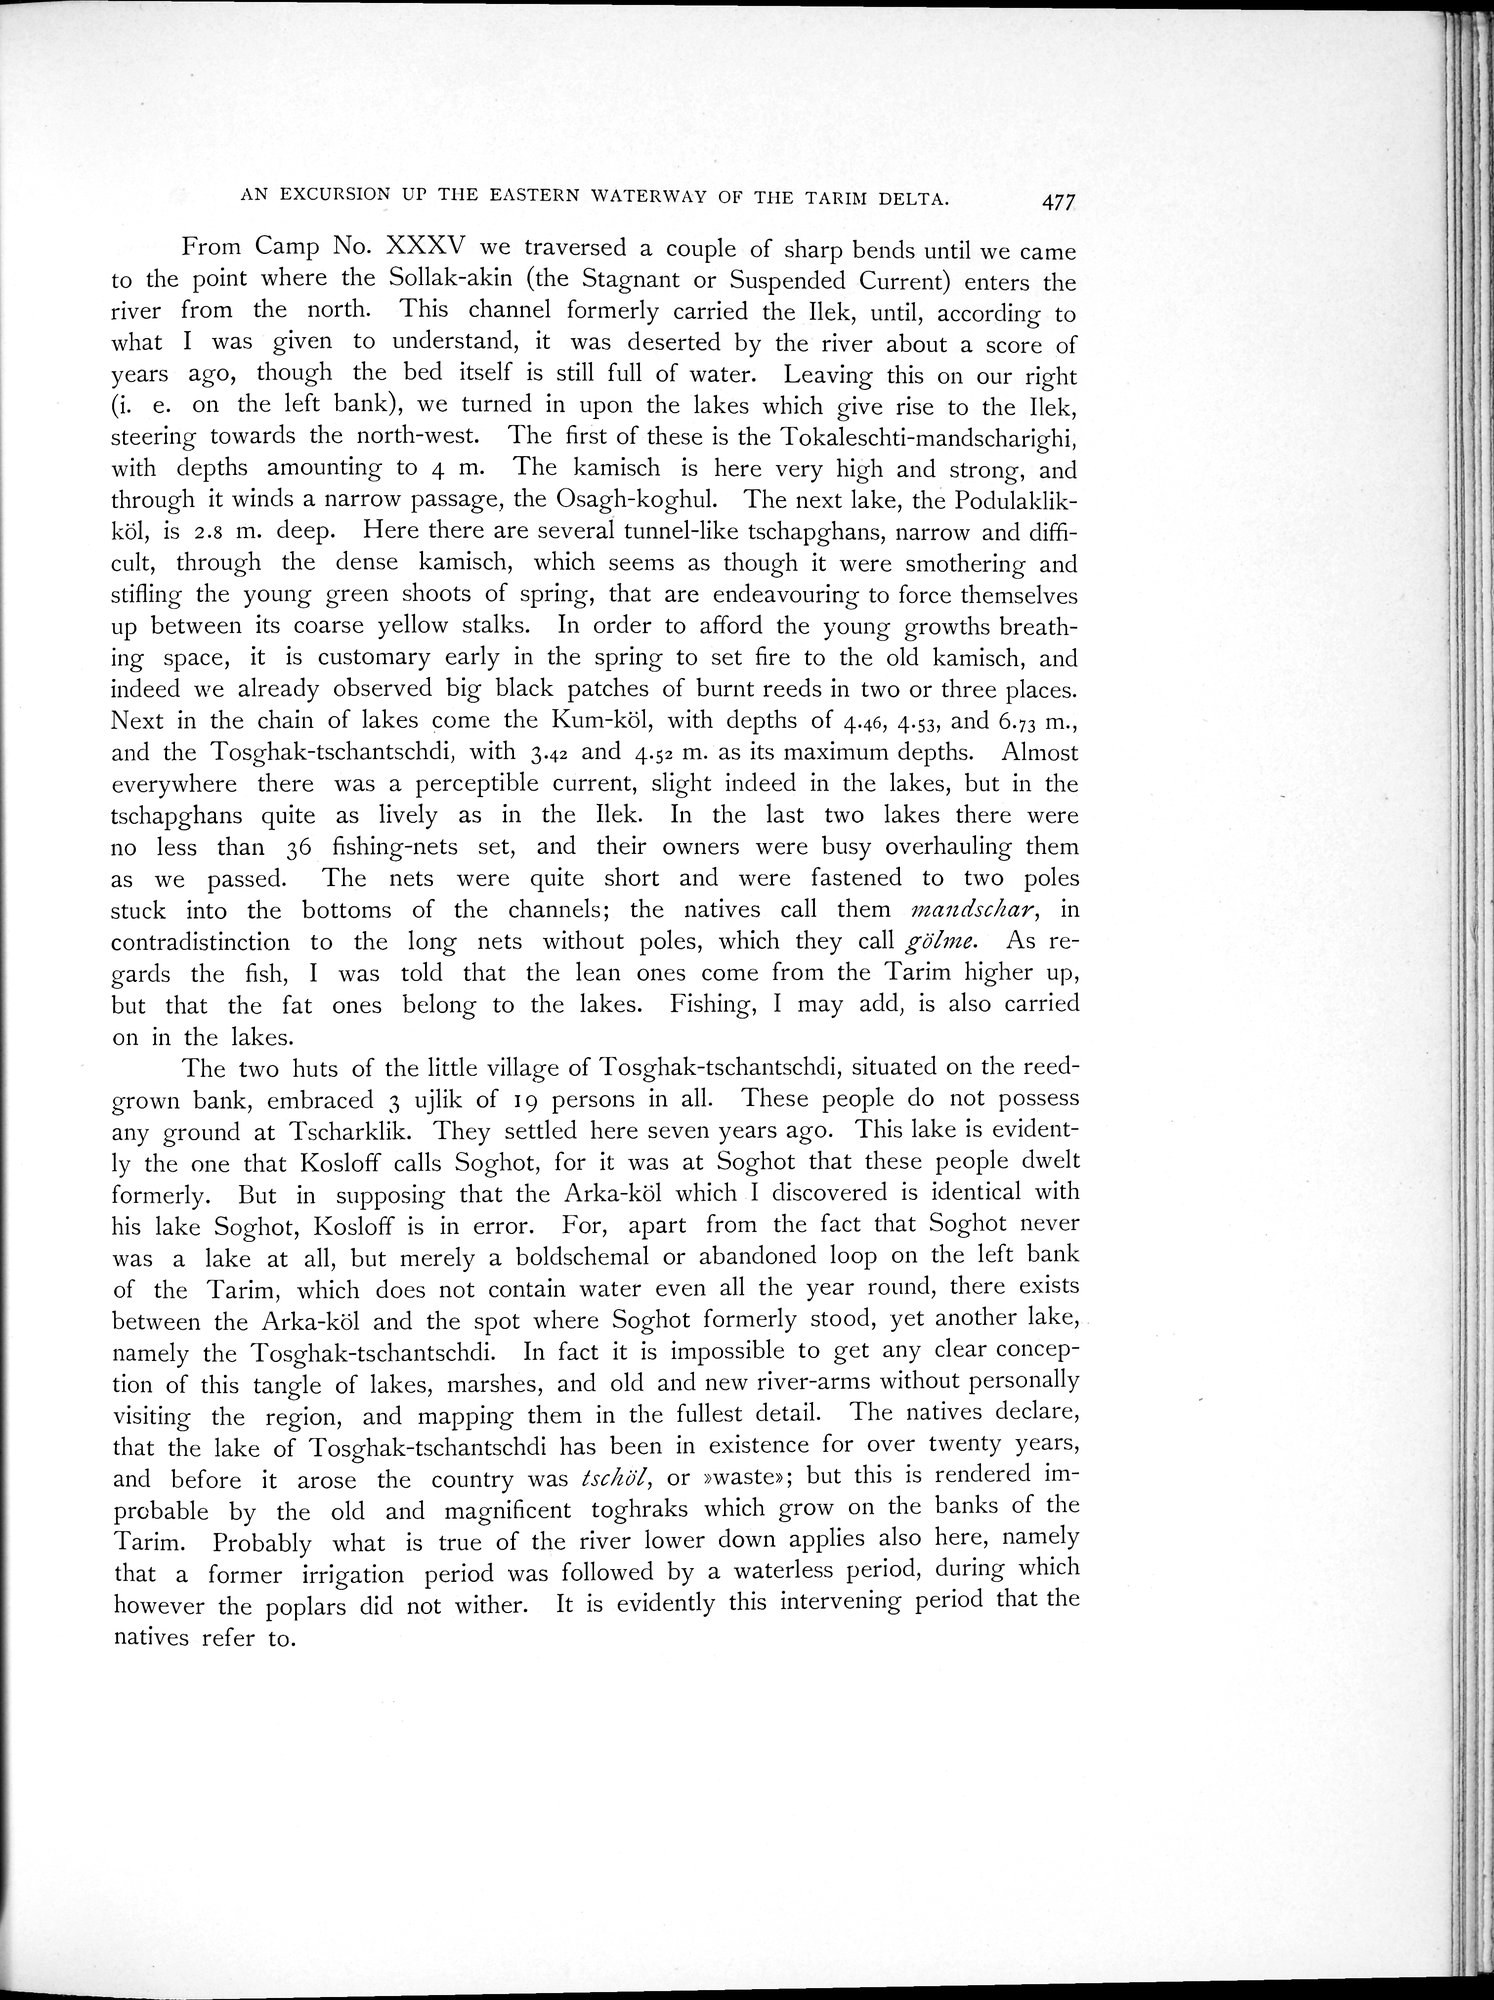 AN EXCURSION UP THE EASTERN WATERWAY OF THE TARIM DELTA. 477
From Camp No. XXXV we traversed a couple of sharp bends until we came
to the point where the Sollak-akin (the Stagnant or Suspended Current) enters the
river from the north. This channel formerly carried the Ilek, until, according to
what I was given to understand, it was deserted by the river about a score of
years ago, though the bed itself is still full of water. Leaving this on our right
(i. e. on the left bank), we turned in upon the lakes which give rise to the Ilek,
steering towards the north-west. The first of these is the Tokaleschti-mandscharighi,
with depths amounting to 4 m. The kamisch is here very high and strong, and
through it winds a narrow passage, the Osagh-koghul. The next lake, the Podulaklik-
köl, is 2.8 m. deep. Here there are several tunnel-like tschapghans, narrow and diffi-
cult, through the dense kamisch, which seems as though it were smothering and
stifling the young green shoots of spring, that are endeavouring to force themselves
up between its coarse yellow stalks. In order to afford the young growths breath-
ing space, it is customary early in the spring to set fire to the old kamisch, and
indeed we already observed big black patches of burnt reeds in two or three places.
Next in the chain of lakes come the Kum-köl, with depths of 4.46, 4.53, and 6.73 m.,
and the Tosghak-tschantschdi, with 3.42 and 4.52 m. as its maximum depths. Almost
everywhere there was a perceptible current, slight indeed in the lakes, but in the
tschapghans quite as lively as in the Ilek. In the last two lakes there were
no less than 36 fishing-nets set, and their owners were busy overhauling them
as we passed. The nets were quite short and were fastened to two poles
stuck into the bottoms of the channels; the natives call them mandschar, in
contradistinction to the long nets without poles, which they call gölme. As re-
gards the fish, I was told that the lean ones come from the Tarim higher up,
but that the fat ones belong to the lakes. Fishing, I may add, is also carried
on in the lakes.
The two huts of the little village of Tosghak-tschantschdi, situated on the reed-
grown bank, embraced 3 ujlik of 19 persons in all. These people do not possess
any ground at Tscharklik. They settled here seven years ago. This lake is evident-
ly the one that Kosloff calls Soghot, for it was at Soghot that these people dwelt
formerly. But in supposing that the Arka-köl which I discovered is identical with
his lake Soghot, Kosloff is in error. For, apart from the fact that Soghot never
was a lake at all, but merely a boldschemal or abandoned loop on the left bank
of the Tarim, which does not contain water even all the year round, there exists
between the Arka-köl and the spot where Soghot formerly stood, yet another lake,
namely the Tosghak-tschantschdi. In fact it is impossible to get any clear concep-
tion of this tangle of lakes, marshes, and old and new river-arms without personally
visiting the region, and mapping them in the fullest detail. The natives declare,
that the lake of Tosghak-tschantschdi has been in existence for over twenty years,
and before it arose the country was tschöl, or »waste»; but this is rendered im-
probable by the old and magnificent toghraks which grow on the banks of the
Tarim. Probably what is true of the river lower down applies also here, namely
that a former irrigation period was followed by a waterless period, during which
however the poplars did not wither. It is evidently this intervening period that the
natives refer to.